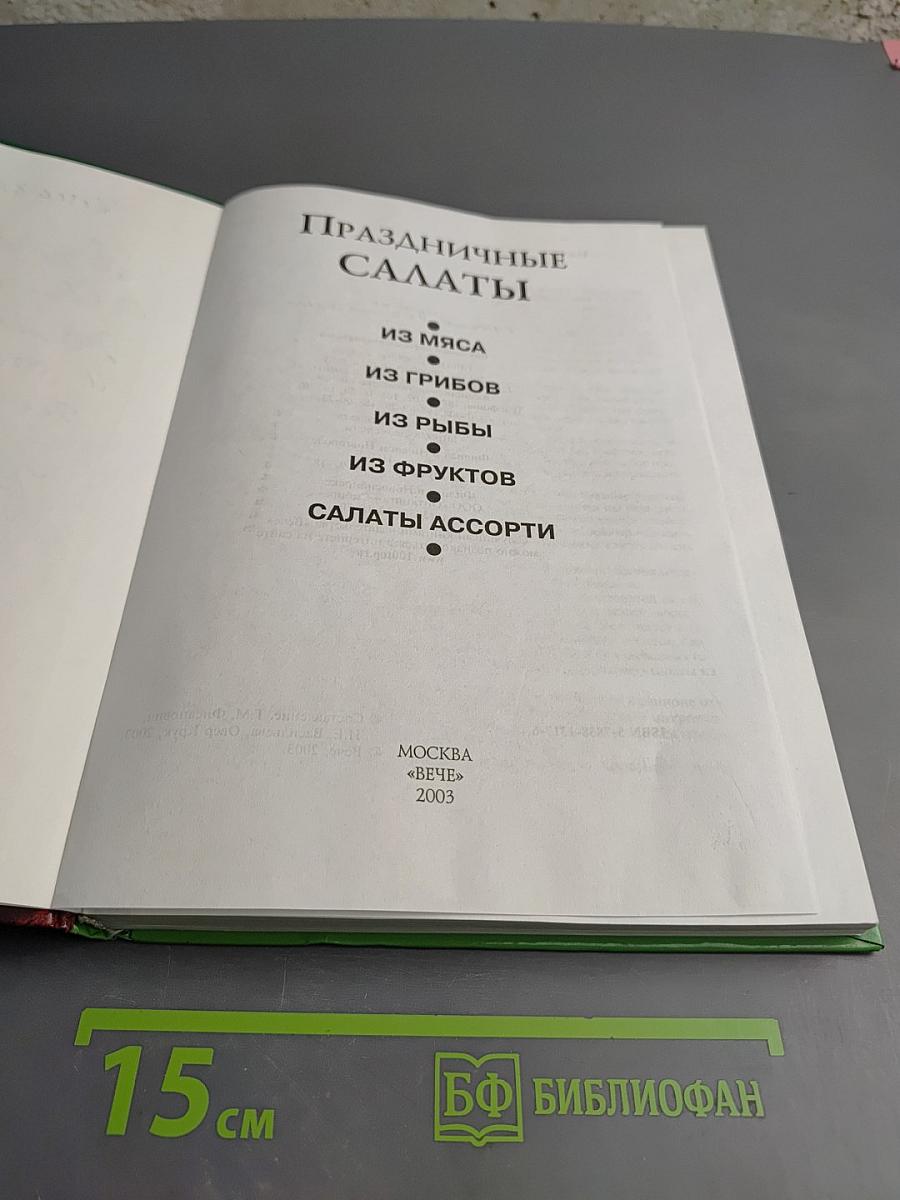 ПРАЗДНИЧНЫЕ
САЛАТЫ
ИЗ МЯСА
ИЗ ГРИБОВ
ИЗ РЫБЫ
ИЗ ФРУКТОВ
САЛАТЫ АССОРТИ
МОСКВА
«ВЕЧЕ»
2003
15 см
БФ БИБЛИОФАН